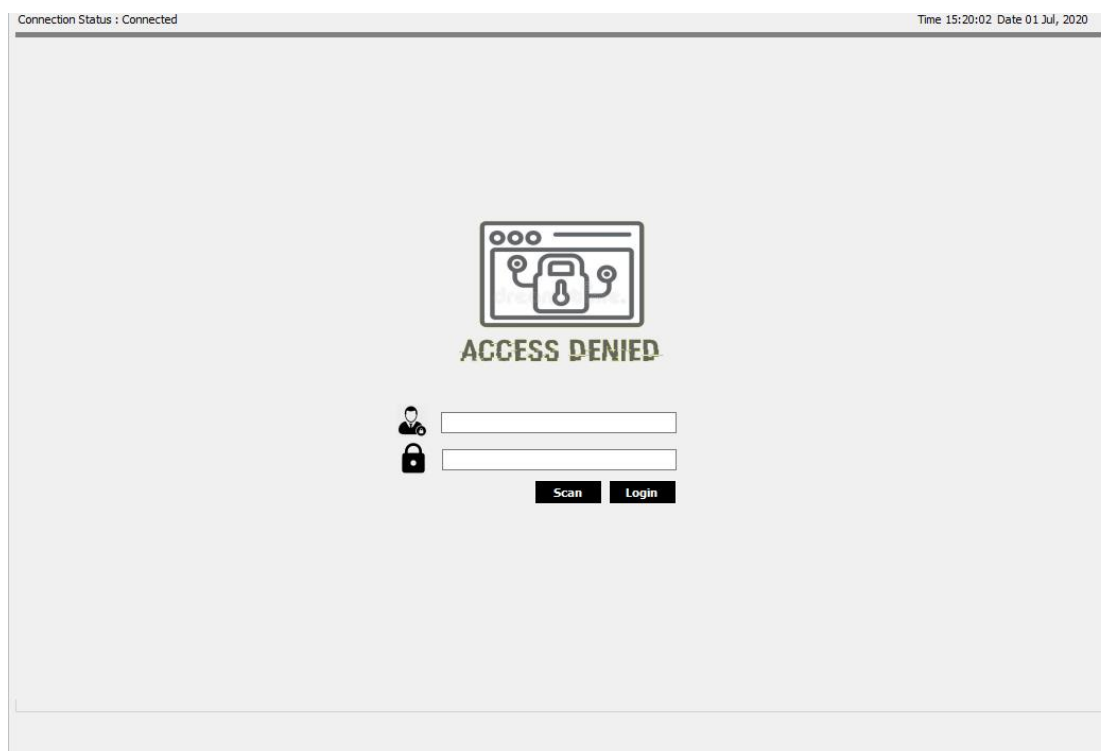 Connection Status : Connected
Time 15:20:02 Date 01 Jul, 2020
ACCESS DENIED
Scan
Login